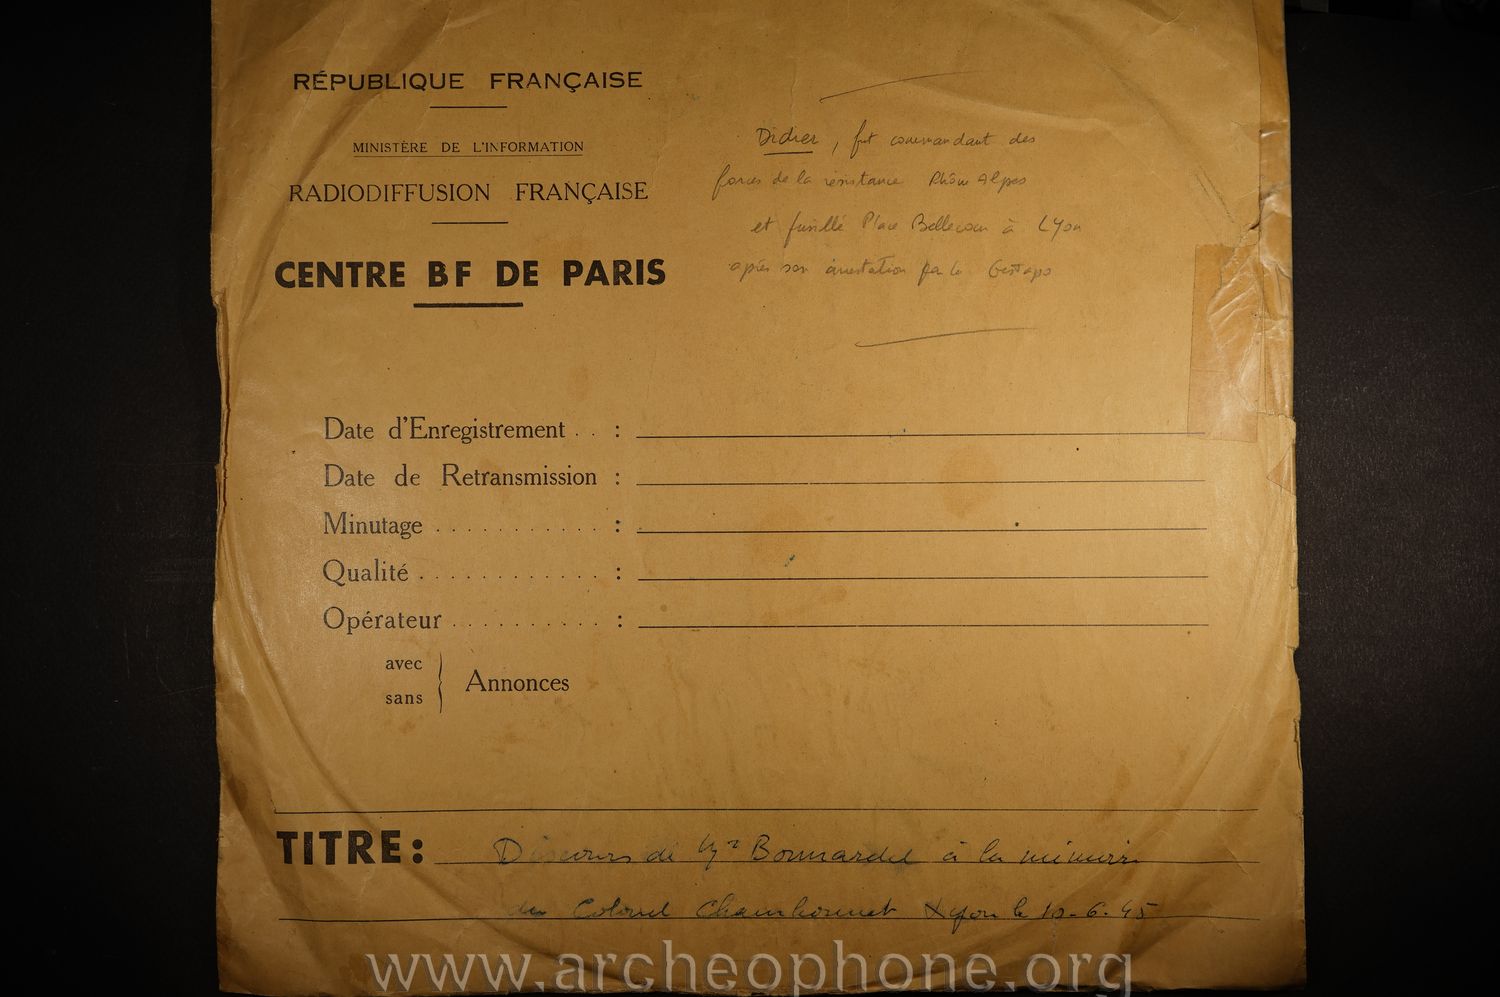 RÉPUBLIQUE FRANÇAISE
MINISTÈRE DE L'INFORMATION
RADIODIFFUSION FRANÇAISE
CENTRE BF DE PARIS
Didier, fut commandant des
forces de la résistance Rhône Alpes
et fusillé Place Bellecour à Lyon
après son arrestation par la Gestapo
Date d'Enregistrement . . :
Date de Retransmission :
Minutage . . . . . . . . . . . :
Qualité . . . . . . . . . . . . :
Opérateur . . . . . . . . . . :
avec
sans
Annonces
TITRE: Discours de Mr Bonnardel à la mémoire
du Colonel Chambonnet Lyon le 10-6-45
www.archeophone.org